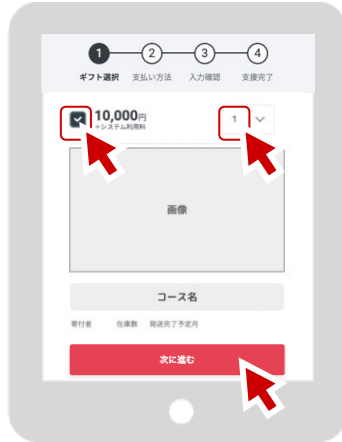 1 2 3 4
ギフト選択 支払い方法 入力確認 支援完了
10,000円
+システム利用料
1
画像
コース名
寄付者 在庫数 発送完了予定月
次に進む